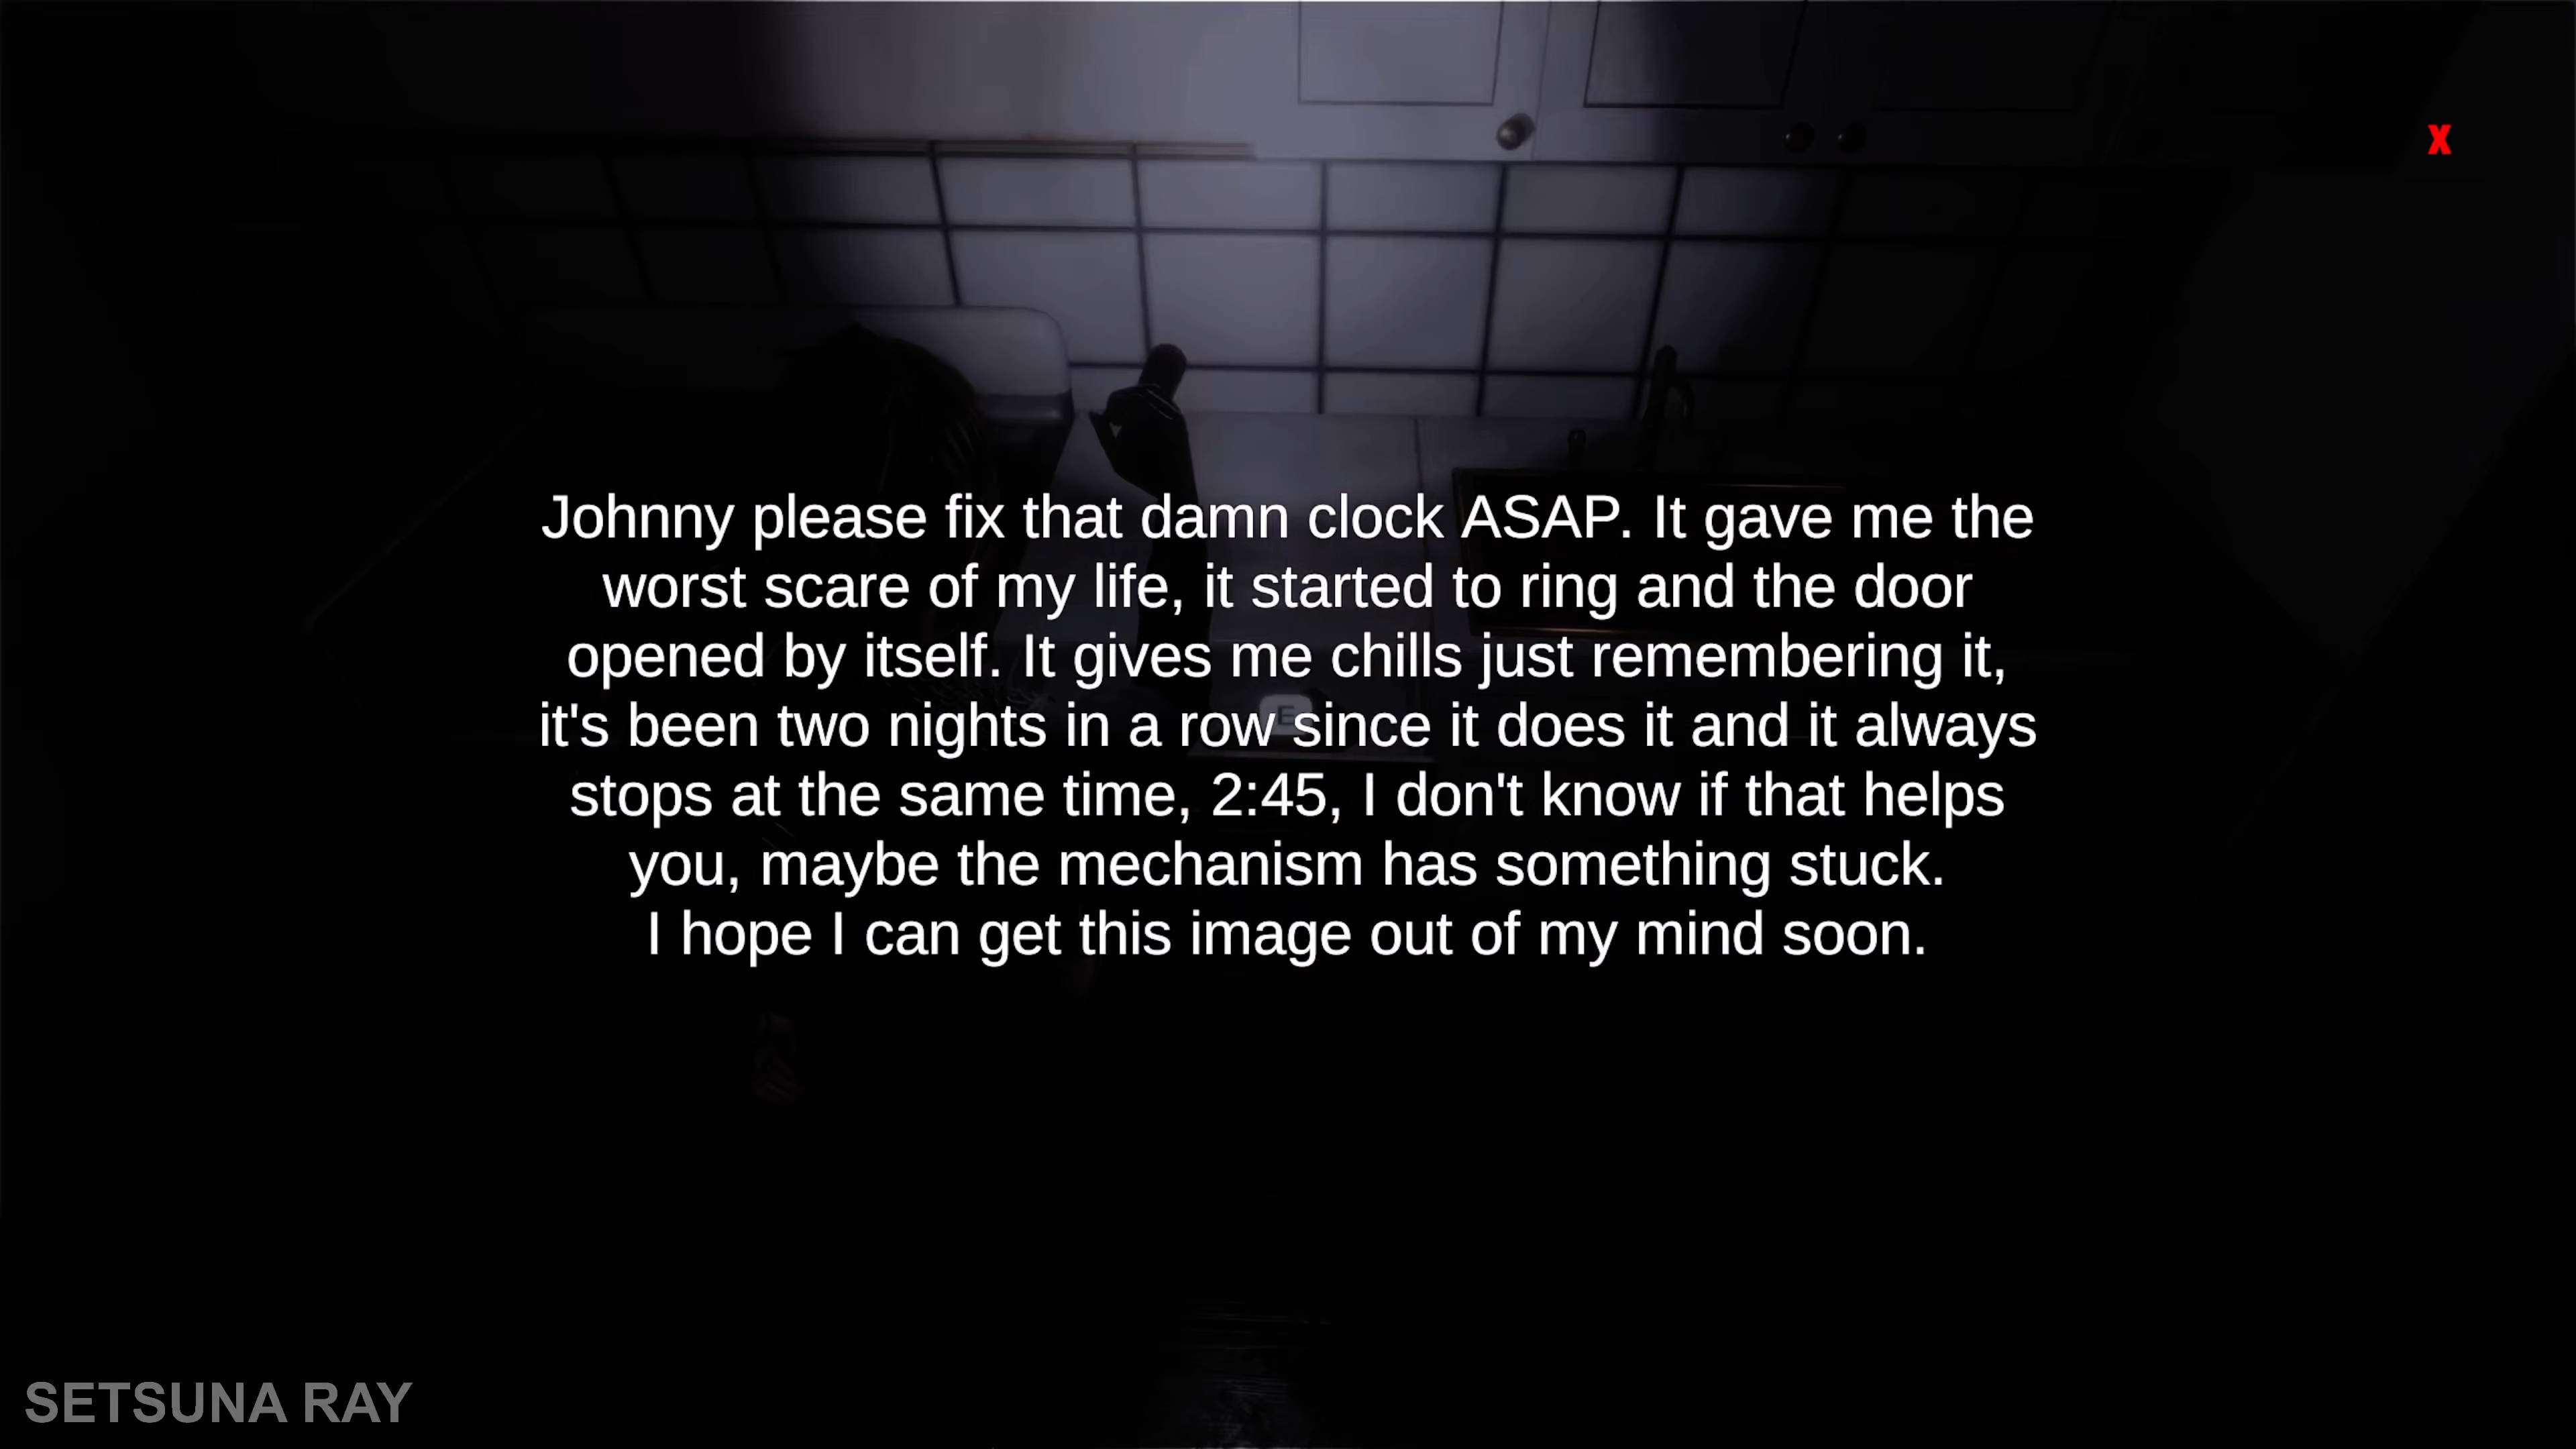 X
Johnny please fix that damn clock ASAP. It gave me the
worst scare of my life, it started to ring and the door
opened by itself. It gives me chills just remembering it,
it's been two nights in a row since it does it and it always
stops at the same time, 2:45, I don't know if that helps
you, maybe the mechanism has something stuck.
I hope I can get this image out of my mind soon.
E
SETSUNA RAY